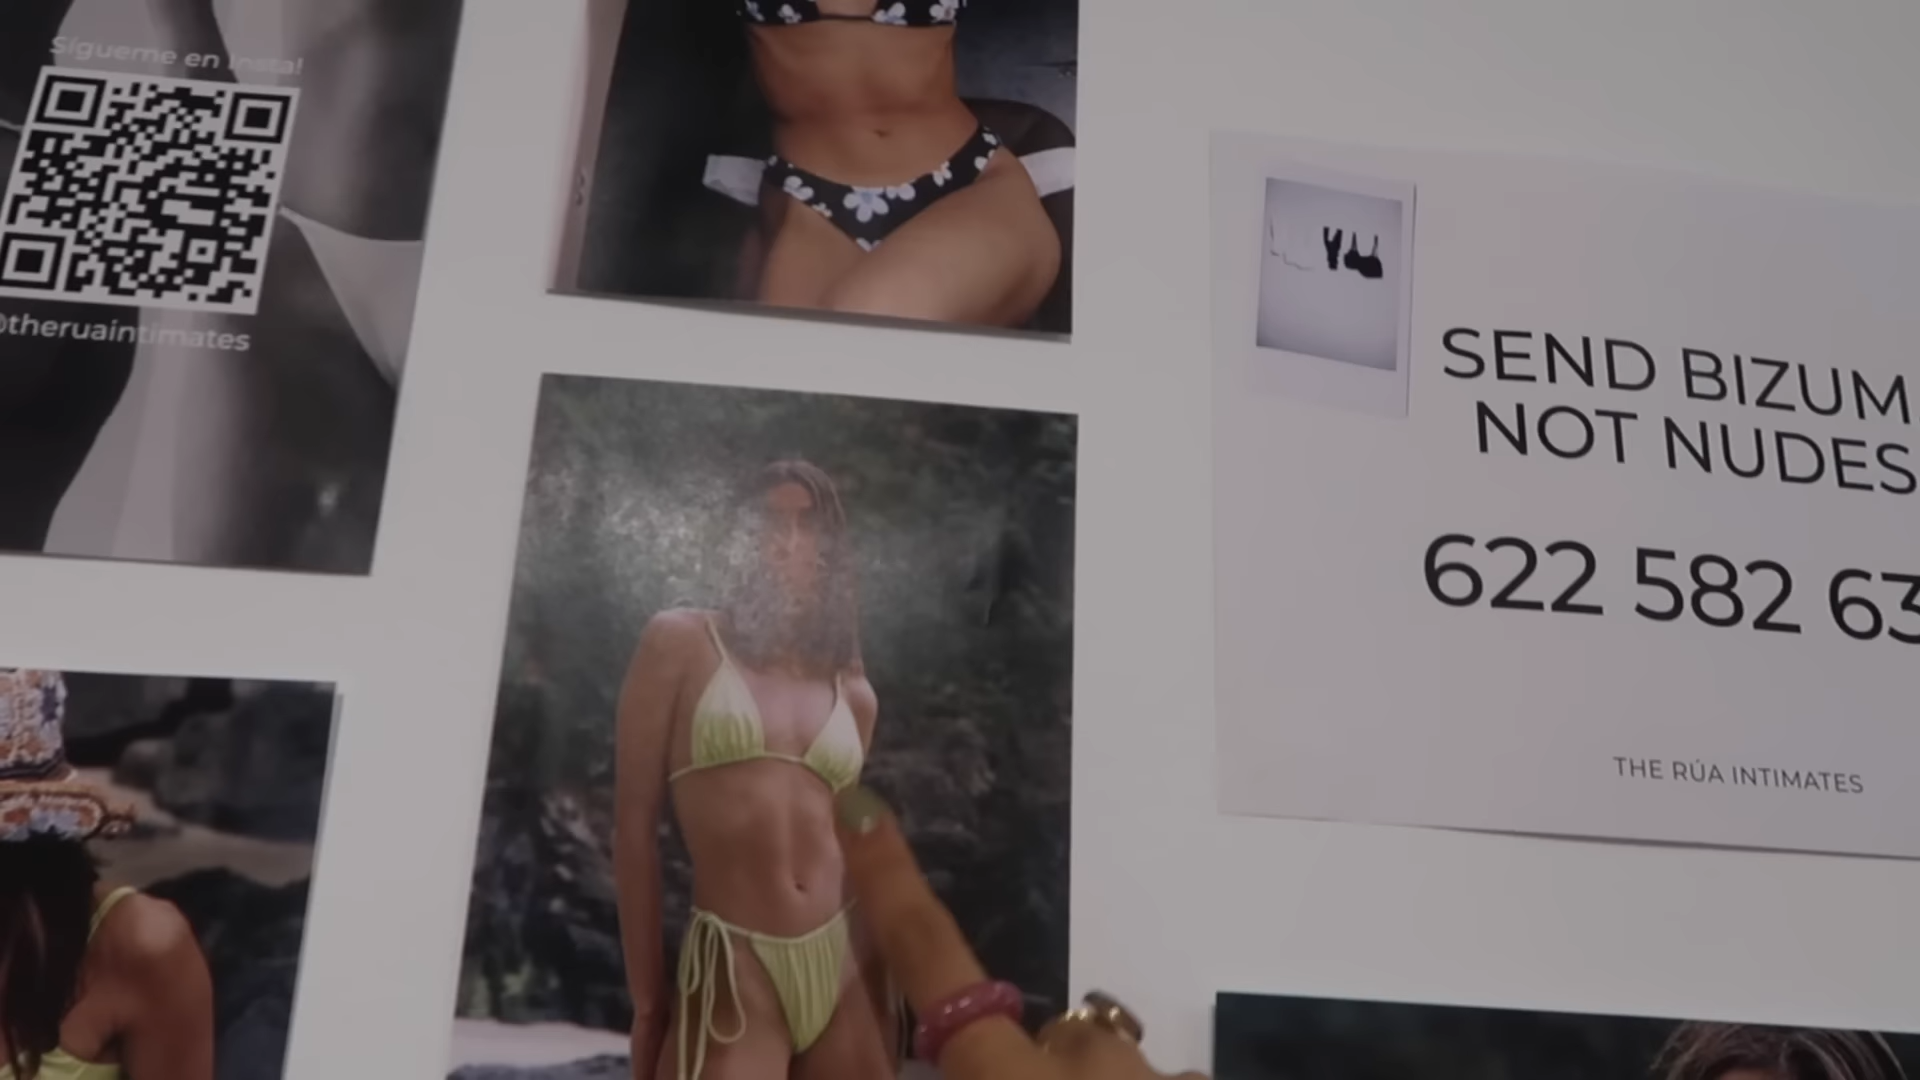 Sígueme en Insta!
@theruaintimates
SEND BIZUM
NOT NUDES
622 582 63
THE RÚA INTIMATES